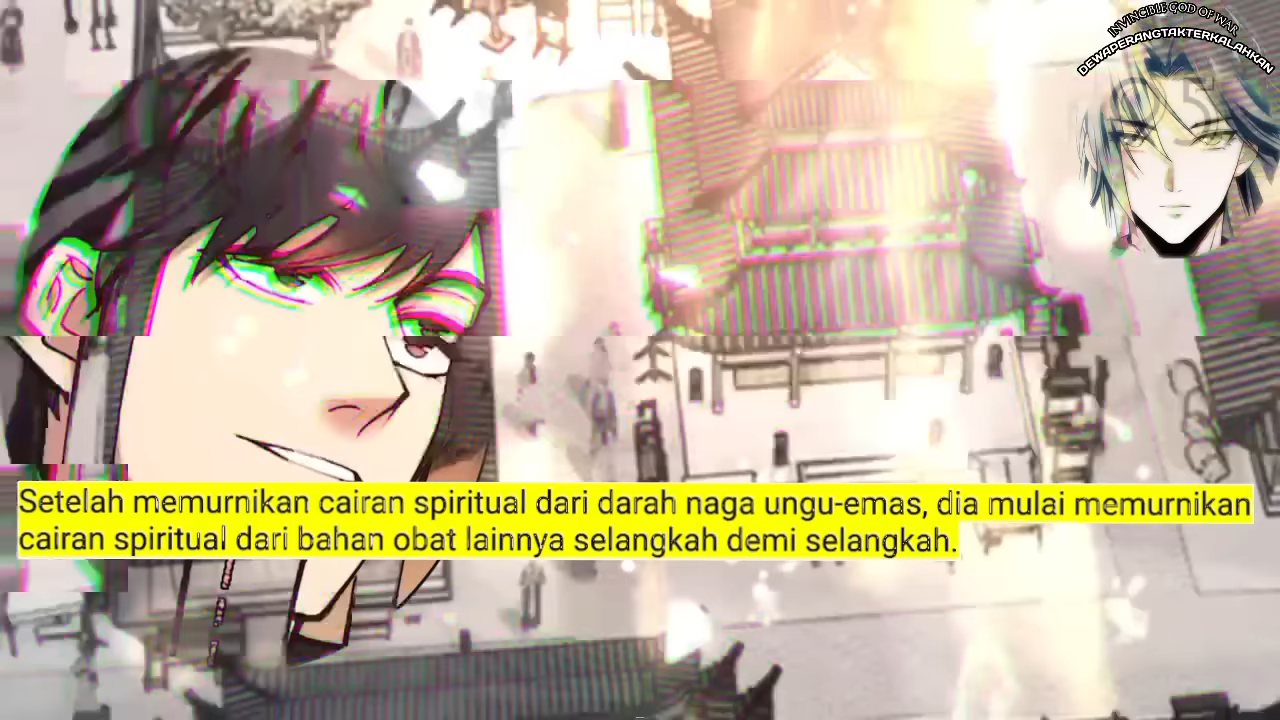 INVINCIBLE GOD OF WAR
DEWAPERANGTAKTERKALAHKAN
Setelah memurnikan cairan spiritual dari darah naga ungu-emas, dia mulai memurnikan
cairan spiritual dari bahan obat lainnya selangkah demi selangkah.